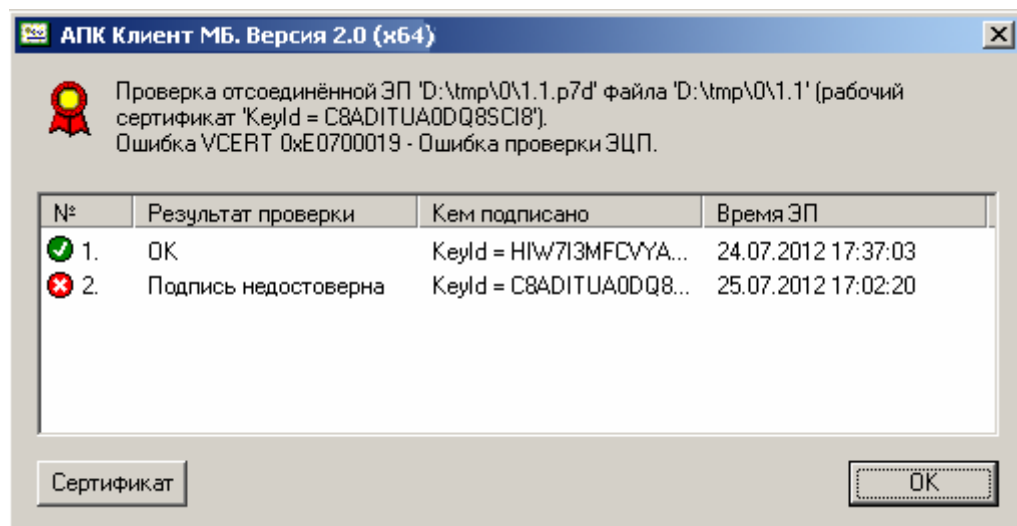 АПК Клиент МБ. Версия 2.0 (x64)
Проверка отсоединённой ЭП 'D:\tmp\0\1.1.p7d' файла 'D:\tmp\0\1.1' (рабочий
сертификат 'KeyId = C8ADITUA0DQ8SCI8').
Ошибка VCERT 0xE0700019 - Ошибка проверки ЭЦП.
№ Результат проверки Кем подписано Время ЭП
1. OK KeyId = HIW7I3MFCVYA... 24.07.2012 17:37:03
2. Подпись недостоверна KeyId = C8ADITUA0DQ8... 25.07.2012 17:02:20
Сертификат OK